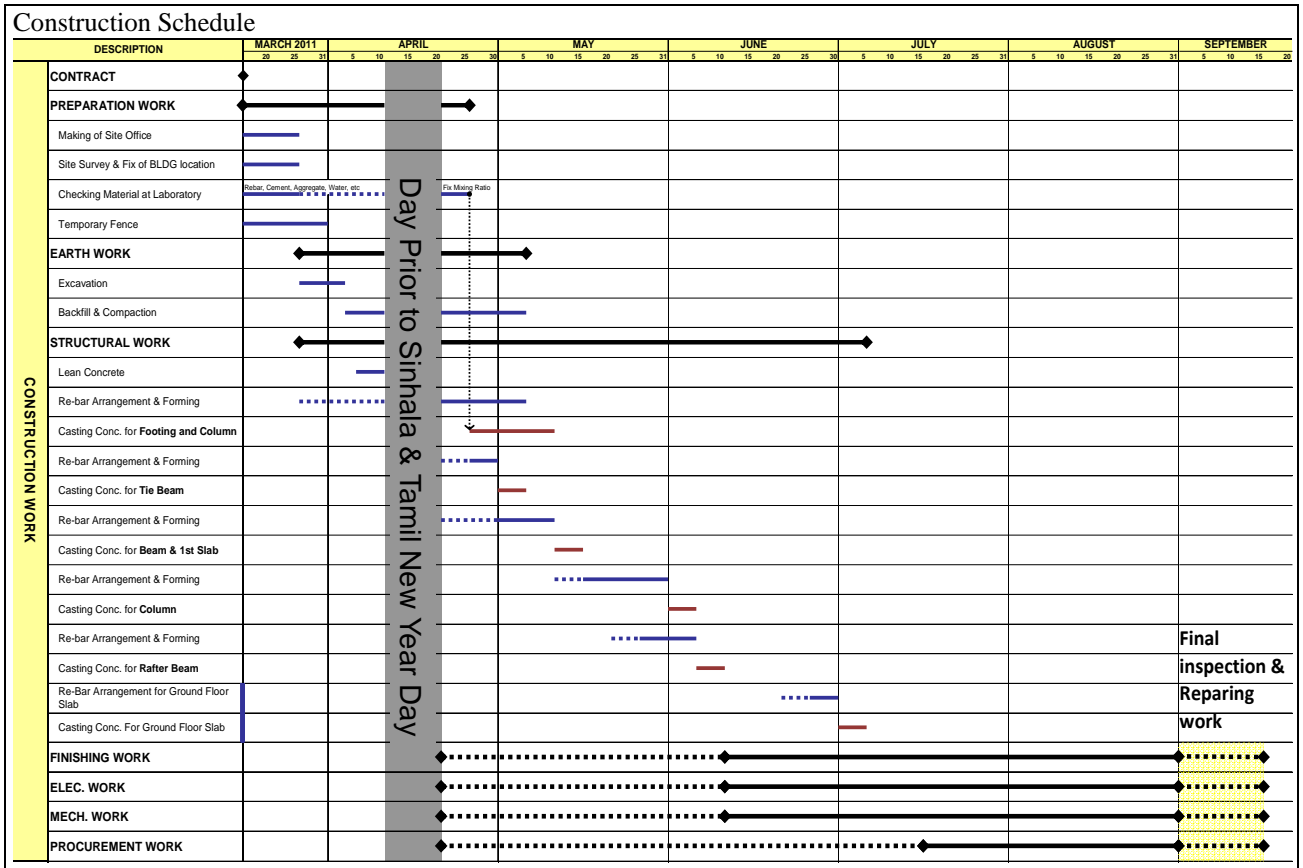 Construction Schedule
DESCRIPTION MARCH 2011 APRIL MAY JUNE JULY AUGUST SEPTEMBER
20 25 31 5 10 15 20 25 30 5 10 15 20 25 31 5 10 15 20 25 30 5 10 15 20 25 31 5 10 15 20 25 31 5 10 15 20
CONSTRUCTION WORK
CONTRACT
PREPARATION WORK
Making of Site Office
Site Survey & Fix of BLDG location
Checking Material at Laboratory Rebar, Cement, Aggregate, Water, etc Fix Mixing Ratio
Temporary Fence
EARTH WORK
Excavation
Backfill & Compaction
STRUCTURAL WORK
Lean Concrete
Re-bar Arrangement & Forming
Casting Conc. for Footing and Column
Re-bar Arrangement & Forming
Casting Conc. for Tie Beam
Re-bar Arrangement & Forming
Casting Conc. for Beam & 1st Slab
Re-bar Arrangement & Forming
Casting Conc. for Column
Re-bar Arrangement & Forming
Casting Conc. for Rafter Beam
Re-Bar Arrangement for Ground Floor
Slab
Casting Conc. For Ground Floor Slab
FINISHING WORK
ELEC. WORK
MECH. WORK
PROCUREMENT WORK
Day Prior to Sinhala & Tamil New Year Day
Final
inspection &
Reparing
work